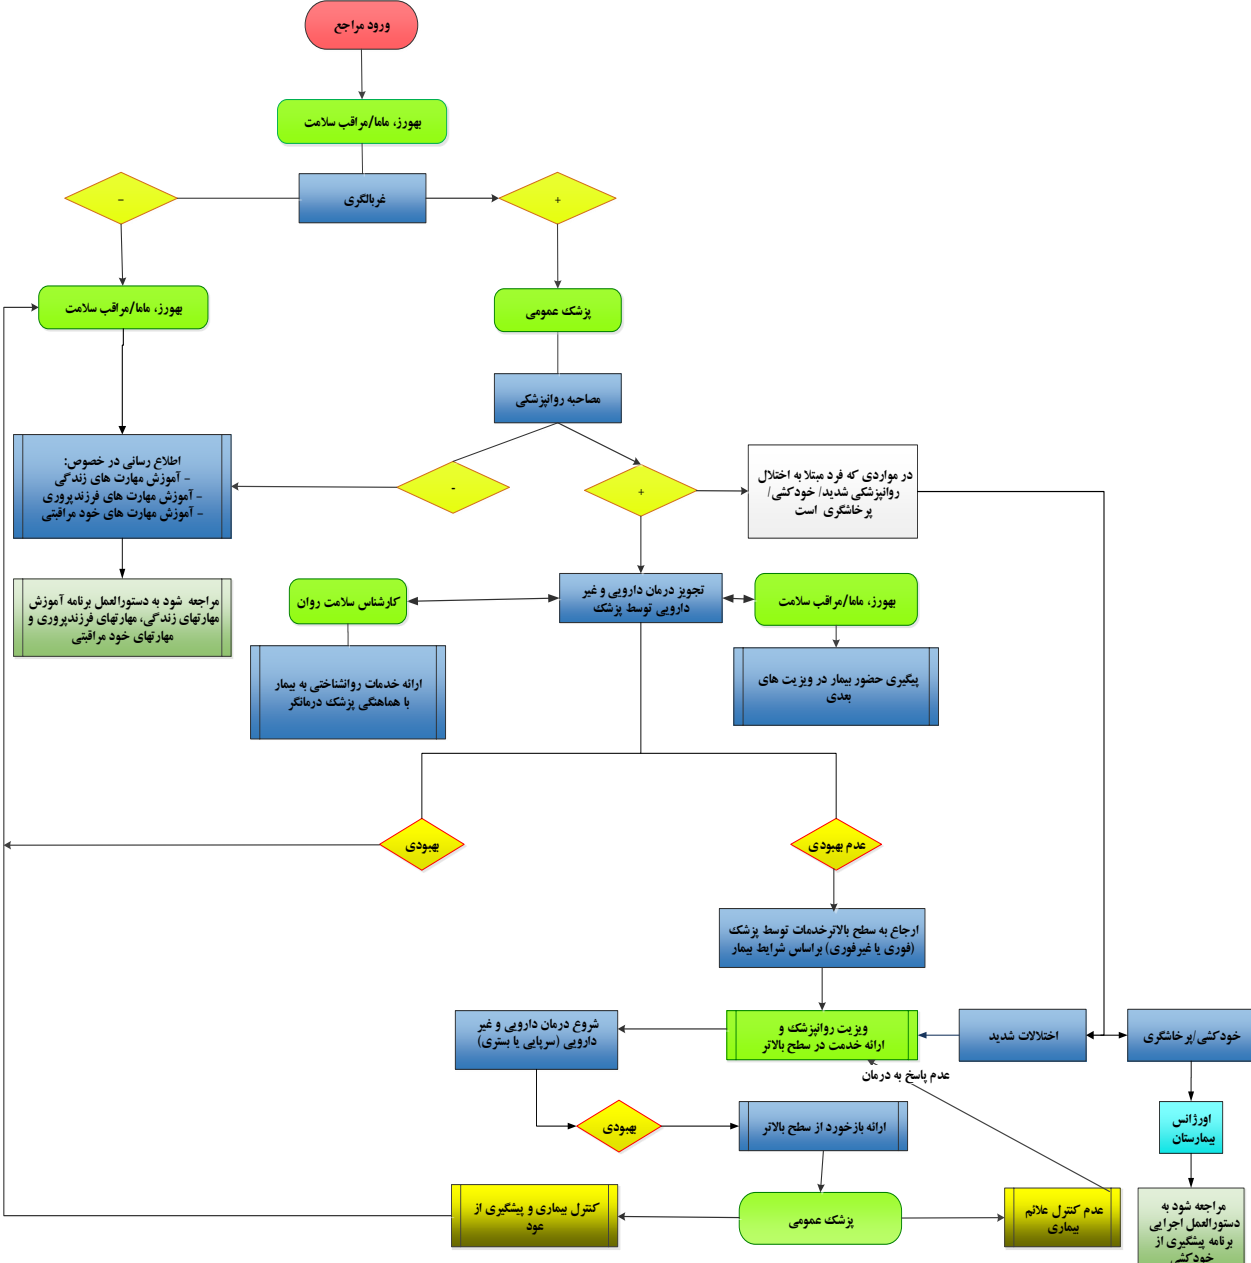 ورود مراجع
بهورز، ماما/مراقب سلامت
غربالگری
+
-
بهورز، ماما/مراقب سلامت
پزشک عمومی
مصاحبه روانپزشکی
اطلاع رسانی در خصوص:
- آموزش مهارت های زندگی
- آموزش مهارت های فرزندپروری
- آموزش مهارت های خود مراقبتی
-
+
در مواردی که فرد مبتلا به اختلال
روانپزشکی شدید/ خودکشی/
پرخاشگری است
مراجعه شود به دستورالعمل برنامه آموزش
مهارتهای زندگی، مهارتهای فرزندپروری و
مهارتهای خود مراقبتی
کارشناس سلامت روان
تجویز درمان دارویی و غیر
دارویی توسط پزشک
بهورز، ماما/مراقب سلامت
ارائه خدمات روانشناختی به بیمار
با هماهنگی پزشک درمانگر
پیگیری حضور بیمار در ویزیت های
بعدی
بهبودی
عدم بهبودی
ارجاع به سطح بالاترخدمات توسط پزشک
(فوری یا غیرفوری) براساس شرایط بیمار
شروع درمان دارویی و غیر
دارویی (سرپایی یا بستری)
ویزیت روانپزشک و
ارائه خدمت در سطح بالاتر
اختلالات شدید
خودکشی/پرخاشگری
عدم پاسخ به درمان
بهبودی
ارائه بازخورد از سطح بالاتر
اورژانس
بیمارستان
کنترل بیماری و پیشگیری از
عود
پزشک عمومی
عدم کنترل علائم
بیماری
مراجعه شود به
دستورالعمل اجرایی
برنامه پیشگیری از
خودکشی